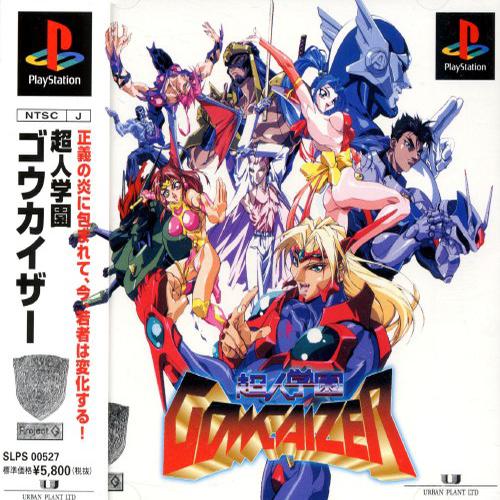 PlayStation
NTSC J
超人学園
ゴウカイザー
正義の炎に包まれて、今、若者は変化する!
Project G
SLPS 00527
標準価格¥5,800(税抜)
U
URBAN PLANT LTD
PlayStation
PlayStation
超人学園
GOWCAIZER
U
URBAN PLANT LTD